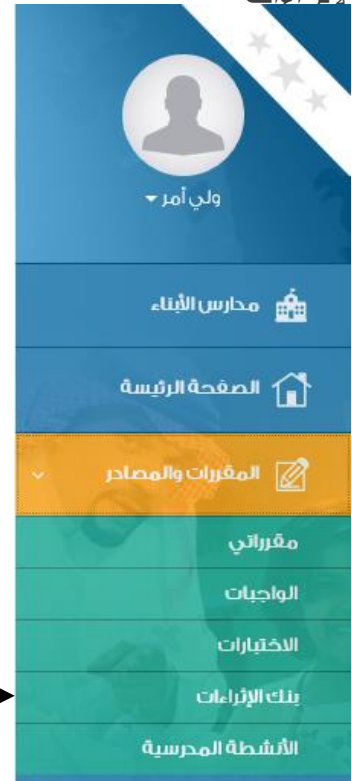 ولي أمر
مدارس الأبناء
الصفحة الرئيسة
المقررات والمصادر
مقرراتي
الواجبات
الاختبارات
بنك الإثراءات
الأنشطة المدرسية